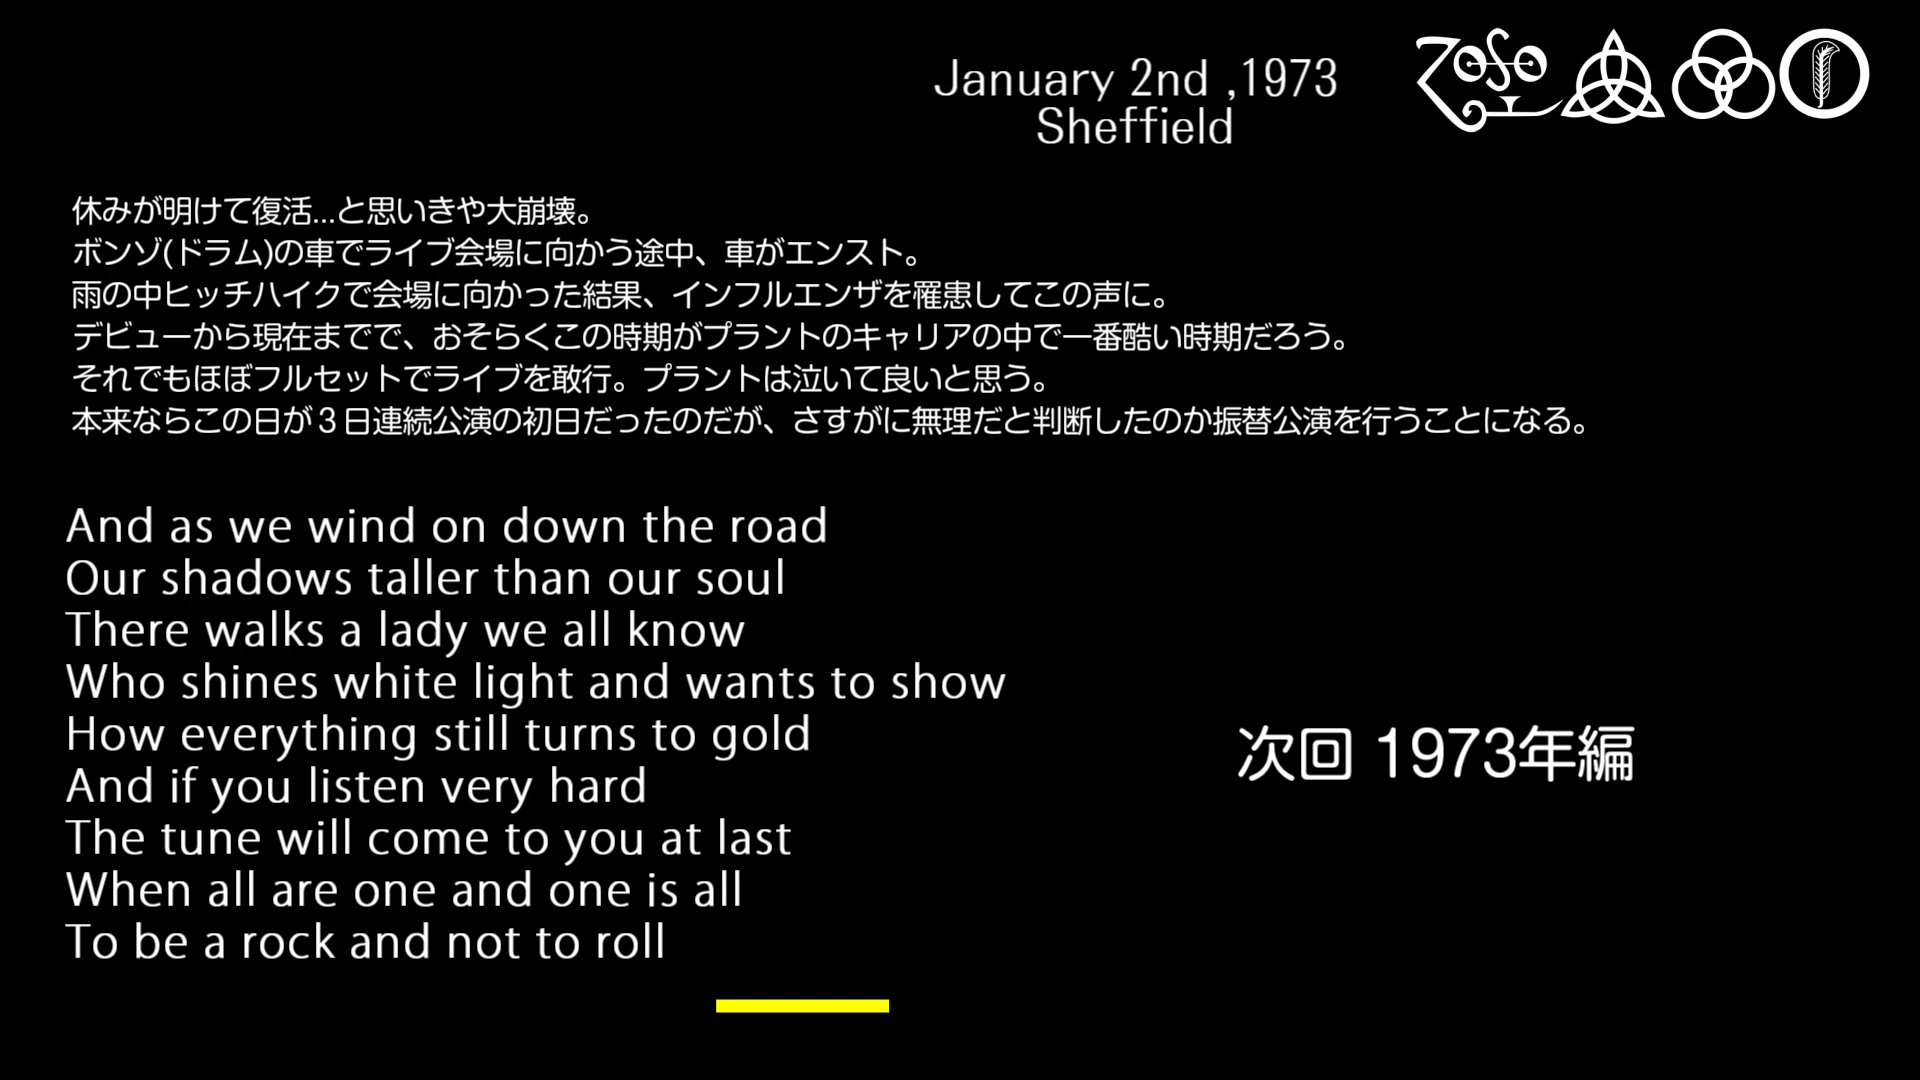 January 2nd ,1973
Sheffield
ZoSo
休みが明けて復活...と思いきや大崩壊。
ボンゾ(ドラム)の車でライブ会場に向かう途中、車がエンスト。
雨の中ヒッチハイクで会場に向かった結果、インフルエンザを罹患してこの声に。
デビューから現在までで、おそらくこの時期がプラントのキャリアの中で一番酷い時期だろう。
それでもほぼフルセットでライブを敢行。プラントは泣いて良いと思う。
本来ならこの日が３日連続公演の初日だったのだが、さすがに無理だと判断したのか振替公演を行うことになる。
And as we wind on down the road
Our shadows taller than our soul
There walks a lady we all know
Who shines white light and wants to show
How everything still turns to gold
And if you listen very hard
The tune will come to you at last
When all are one and one is all
To be a rock and not to roll
次回 1973年編